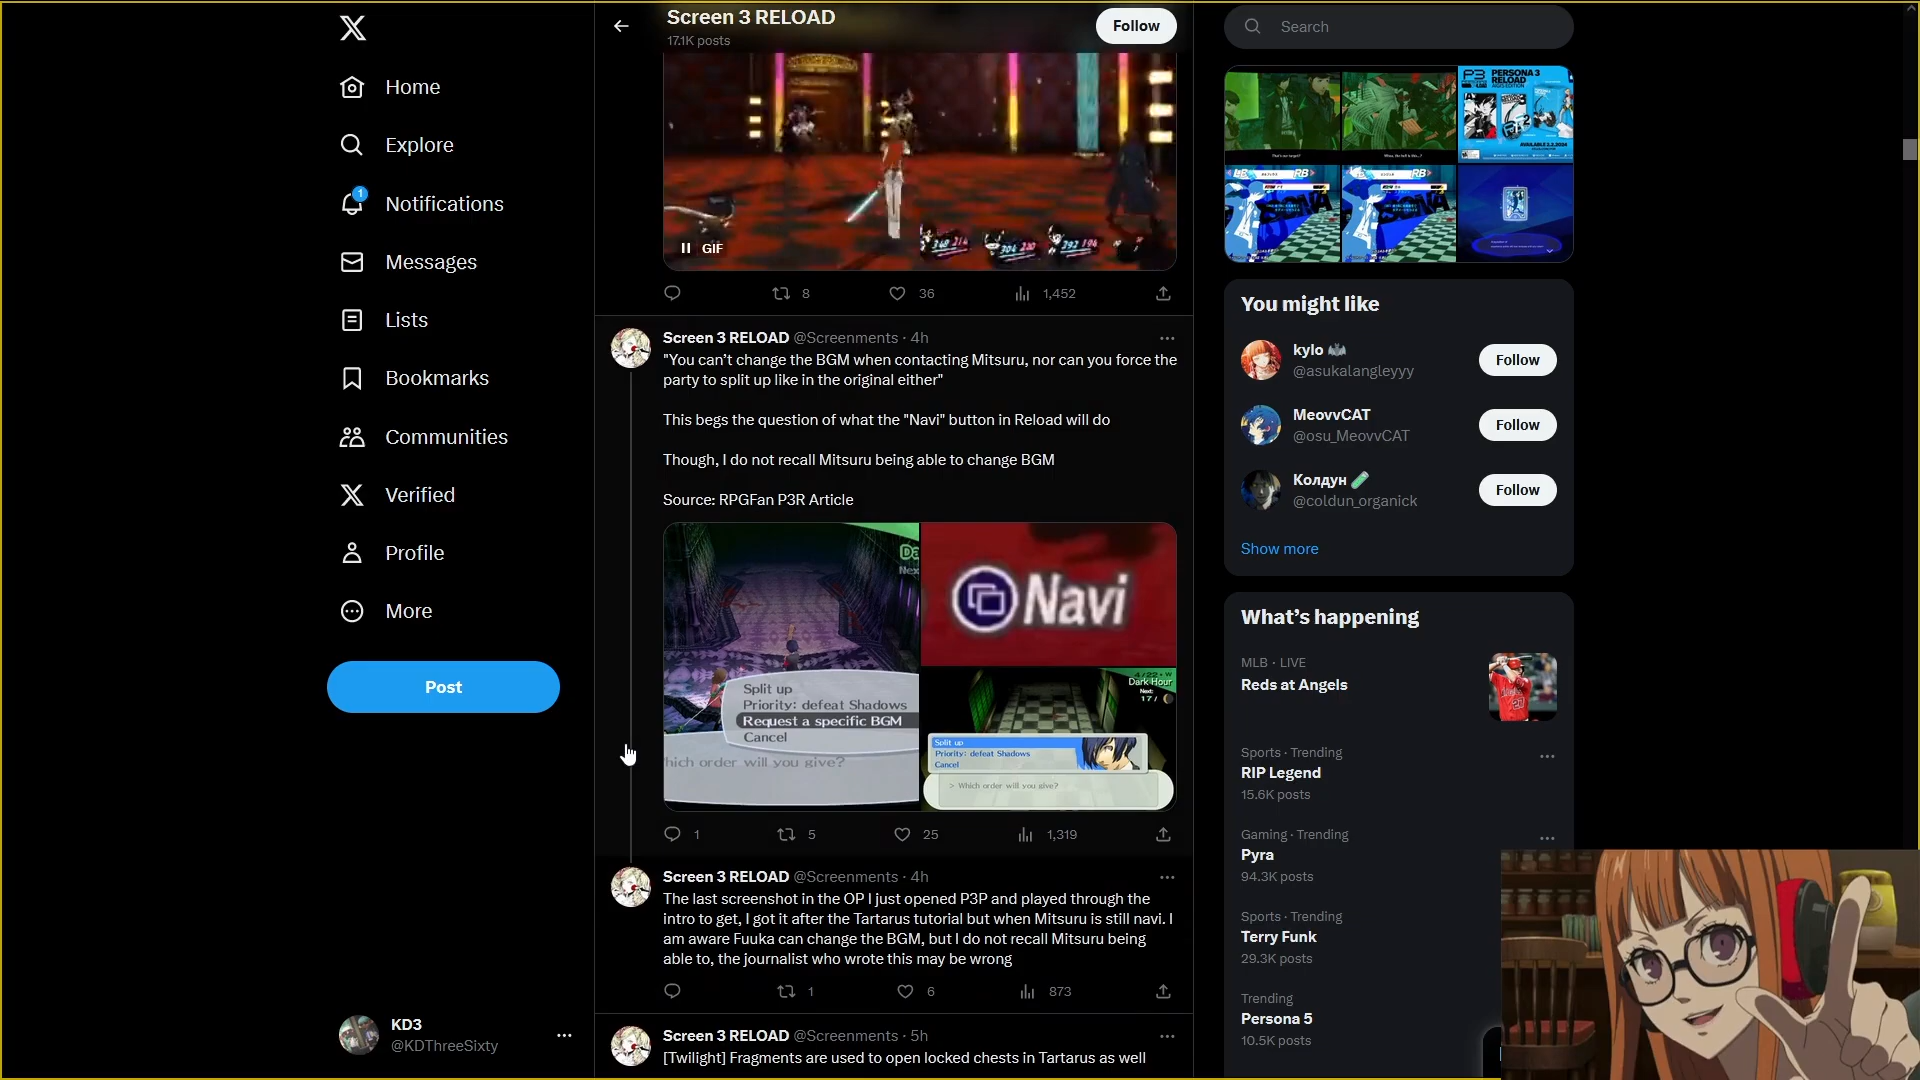 Home
Explore
1
Notifications
Messages
Lists
Bookmarks
Communities
Verified
Profile
More
Post
KD3
@KDThreeSixty
Screen 3 RELOAD
17.1K posts
Follow
GIF
8
36
1,452
Screen 3 RELOAD @Screenments · 4h
"You can't change the BGM when contacting Mitsuru, nor can you force the
party to split up like in the original either"
This begs the question of what the "Navi" button in Reload will do
Though, I do not recall Mitsuru being able to change BGM
Source: RPGFan P3R Article
Split up
Priority: defeat Shadows
Request a specific BGM
Cancel
hich order will you give?
Navi
Dark Hour
Next:
17/
Split up
Priority: defeat Shadows
Cancel
> Which order will you give?
1
5
25
1,319
Screen 3 RELOAD @Screenments · 4h
The last screenshot in the OP I just opened P3P and played through the
intro to get, I got it after the Tartarus tutorial but when Mitsuru is still navi. I
am aware Fuuka can change the BGM, but I do not recall Mitsuru being
able to, the journalist who wrote this may be wrong
1
6
873
Screen 3 RELOAD @Screenments · 5h
[Twilight] Fragments are used to open locked chests in Tartarus as well
Search
PERSONA 3
RELOAD
You might like
kylo
@asukalangleyyy
Follow
MeovvCAT
@osu_MeovvCAT
Follow
Колдун
@coldun_organick
Follow
Show more
What's happening
MLB · LIVE
Reds at Angels
Sports · Trending
RIP Legend
15.6K posts
Gaming · Trending
Pyra
94.3K posts
Sports · Trending
Terry Funk
29.3K posts
Trending
Persona 5
10.5K posts